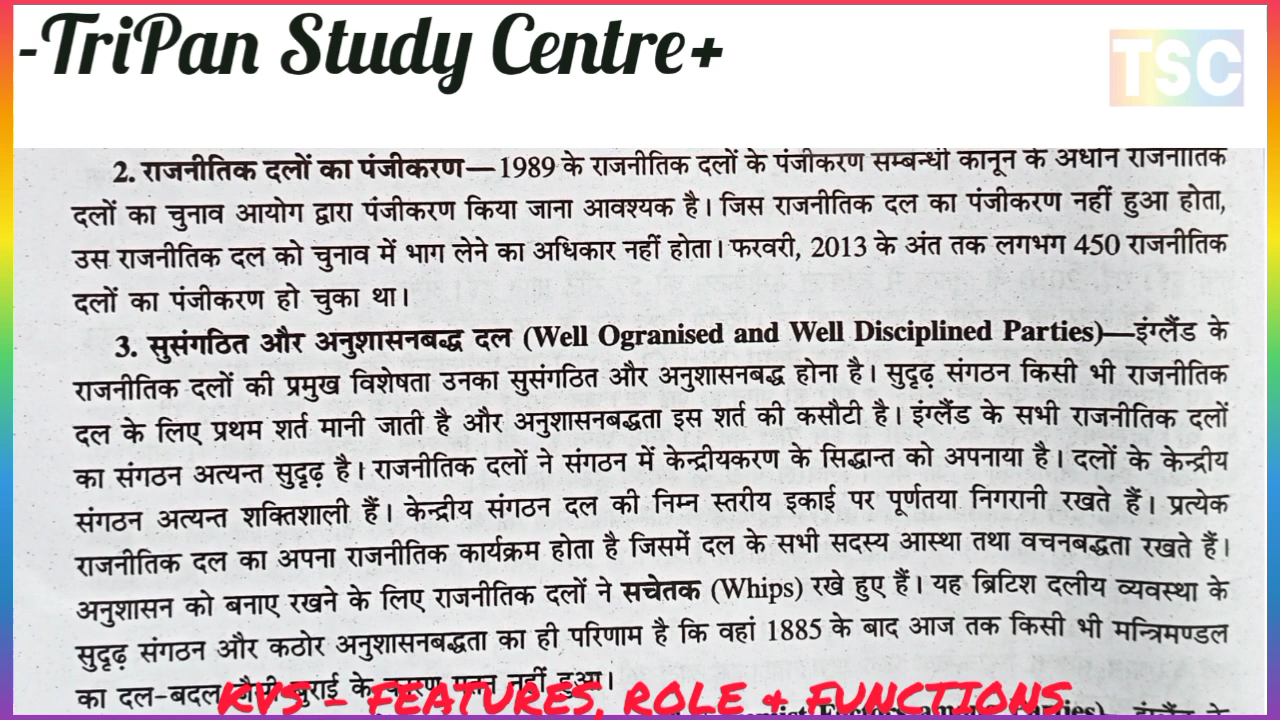 -TriPan Study Centre+
TSC
2. राजनीतिक दलों का पंजीकरण—1989 के राजनीतिक दलों के पंजीकरण सम्बन्धी कानून के अधीन राजनीतिक
दलों का चुनाव आयोग द्वारा पंजीकरण किया जाना आवश्यक है। जिस राजनीतिक दल का पंजीकरण नहीं हुआ होता,
उस राजनीतिक दल को चुनाव में भाग लेने का अधिकार नहीं होता। फरवरी, 2013 के अंत तक लगभग 450 राजनीतिक
दलों का पंजीकरण हो चुका था।
3. सुसंगठित और अनुशासनबद्ध दल (Well Ogranised and Well Disciplined Parties)—इंग्लैंड के
राजनीतिक दलों की प्रमुख विशेषता उनका सुसंगठित और अनुशासनबद्ध होना है। सुदृढ़ संगठन किसी भी राजनीतिक
दल के लिए प्रथम शर्त मानी जाती है और अनुशासनबद्धता इस शर्त की कसौटी है। इंग्लैंड के सभी राजनीतिक दलों
का संगठन अत्यन्त सुदृढ़ है। राजनीतिक दलों ने संगठन में केन्द्रीयकरण के सिद्धान्त को अपनाया है। दलों के केन्द्रीय
संगठन अत्यन्त शक्तिशाली हैं। केन्द्रीय संगठन दल की निम्न स्तरीय इकाई पर पूर्णतया निगरानी रखते हैं। प्रत्येक
राजनीतिक दल का अपना राजनीतिक कार्यक्रम होता है जिसमें दल के सभी सदस्य आस्था तथा वचनबद्धता रखते हैं।
अनुशासन को बनाए रखने के लिए राजनीतिक दलों ने सचेतक (Whips) रखे हुए हैं। यह ब्रिटिश दलीय व्यवस्था के
सुदृढ़ संगठन और कठोर अनुशासनबद्धता का ही परिणाम है कि वहां 1885 के बाद आज तक किसी भी मन्त्रिमण्डल
का दल-बदल जैसी बुराई के कारण पतन नहीं हुआ।
KVS - FEATURES, ROLE & FUNCTIONS
among Parties)— इंग्लैंड के